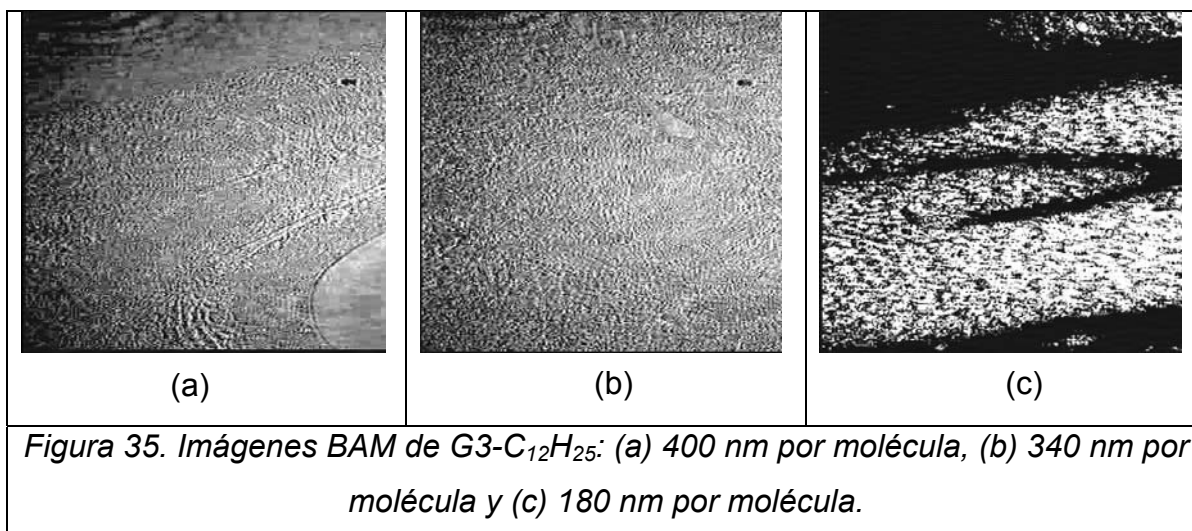 (a)
(b)
(c)
Figura 35. Imágenes BAM de G3-C₁₂H₂₅: (a) 400 nm por molécula, (b) 340 nm por
molécula y (c) 180 nm por molécula.